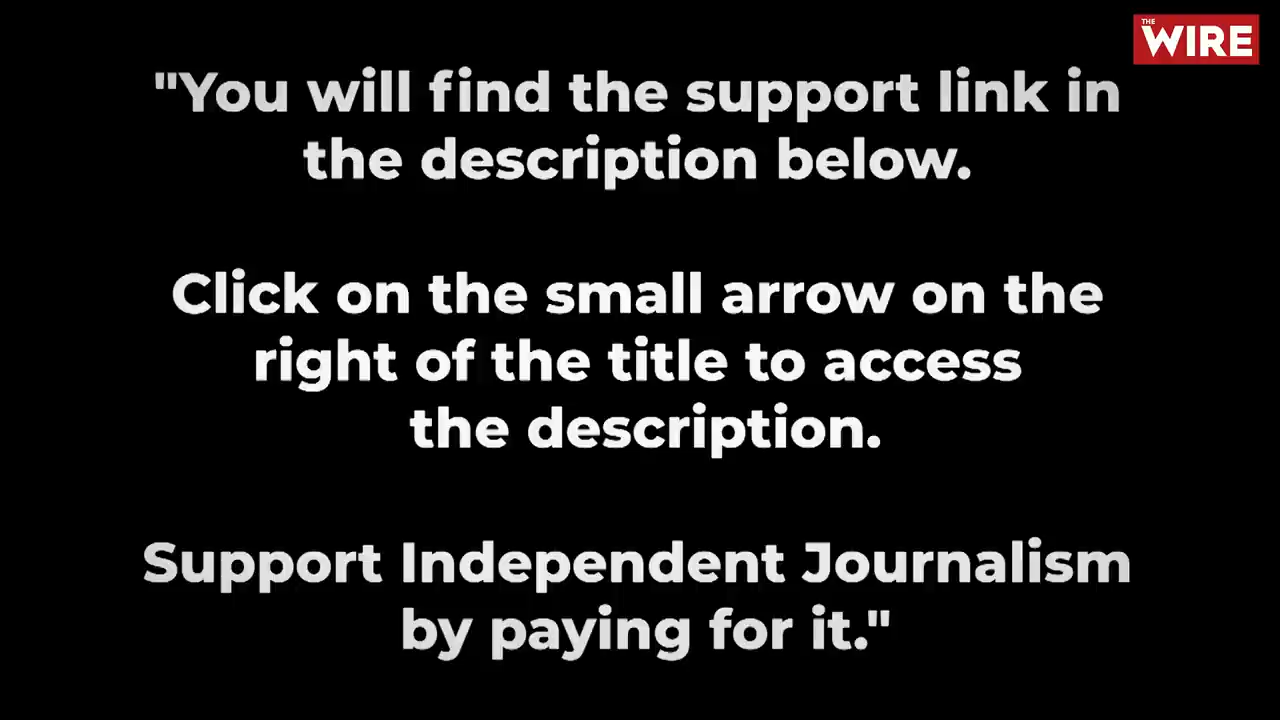 THE
WIRE
"You will find the support link in
the description below.
Click on the small arrow on the
right of the title to access
the description.
Support Independent Journalism
by paying for it."